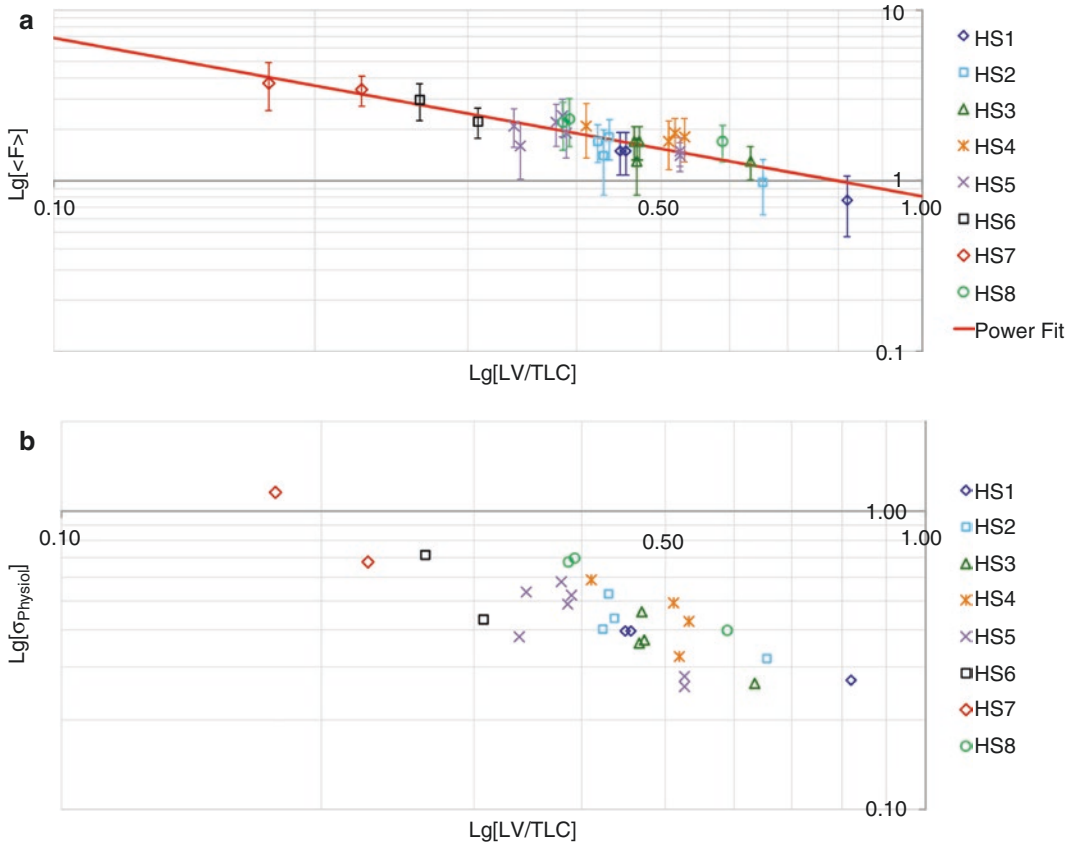 a
10
1
0.1
0.10
0.50
1.00
Lg[<F>]
Lg[LV/TLC]
HS1
HS2
HS3
HS4
HS5
HS6
HS7
HS8
Power Fit
b
1.00
0.10
0.50
1.00
0.10
Lg[σPhysiol]
Lg[LV/TLC]
HS1
HS2
HS3
HS4
HS5
HS6
HS7
HS8